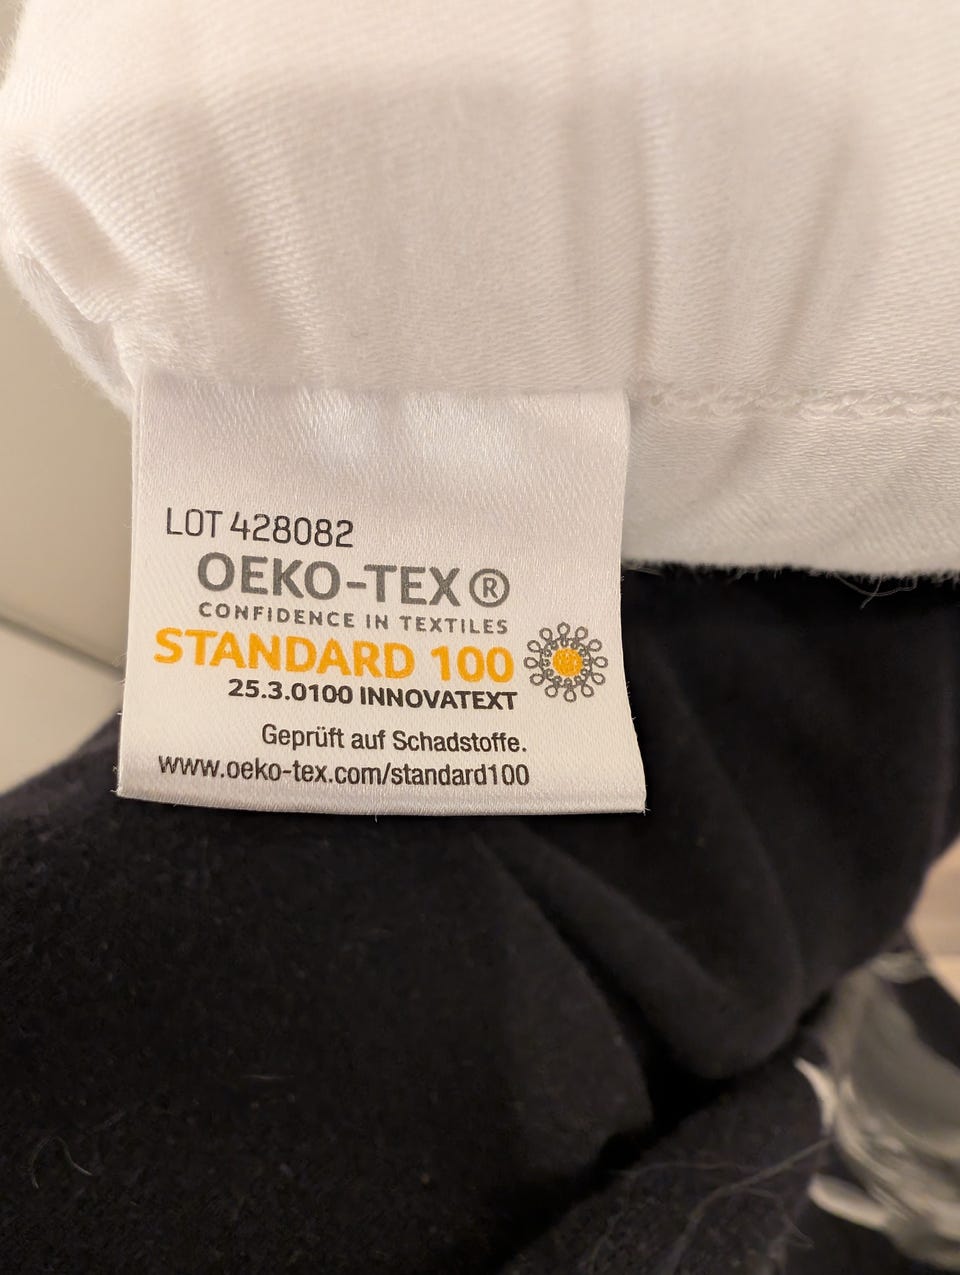 LOT 428082
OEKO-TEX®
CONFIDENCE IN TEXTILES
STANDARD 100
25.3.0100 INNOVATEXT
Geprüft auf Schadstoffe.
www.oeko-tex.com/standard100